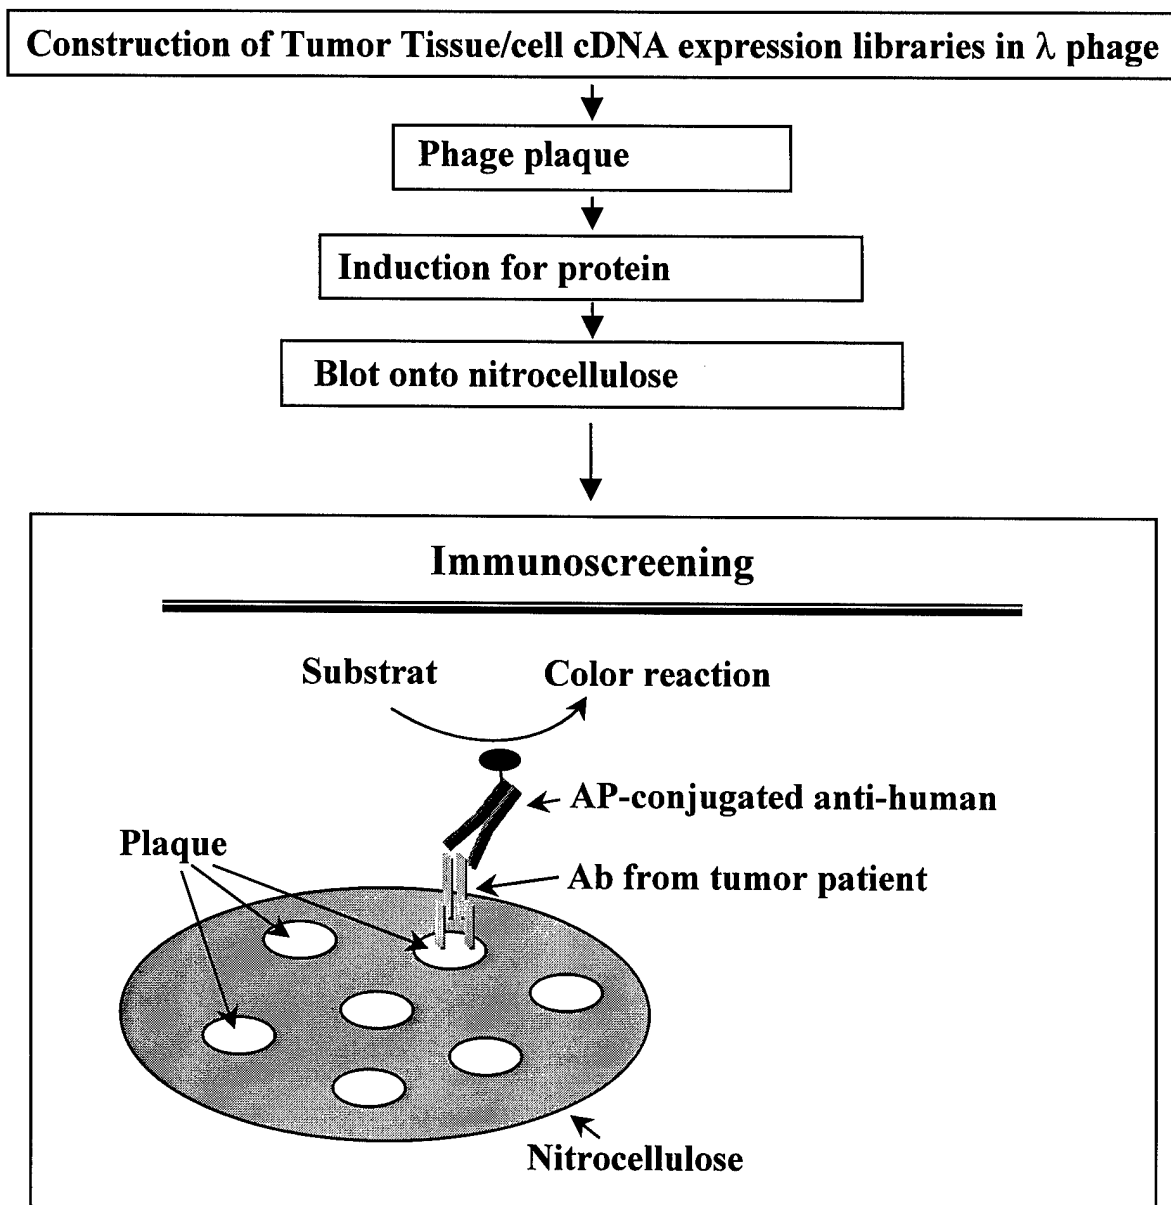 Construction of Tumor Tissue/cell cDNA expression libraries in λ phage
Phage plaque
Induction for protein
Blot onto nitrocellulose
Immunoscreening
Substrat Color reaction
AP-conjugated anti-human
Plaque
Ab from tumor patient
Nitrocellulose